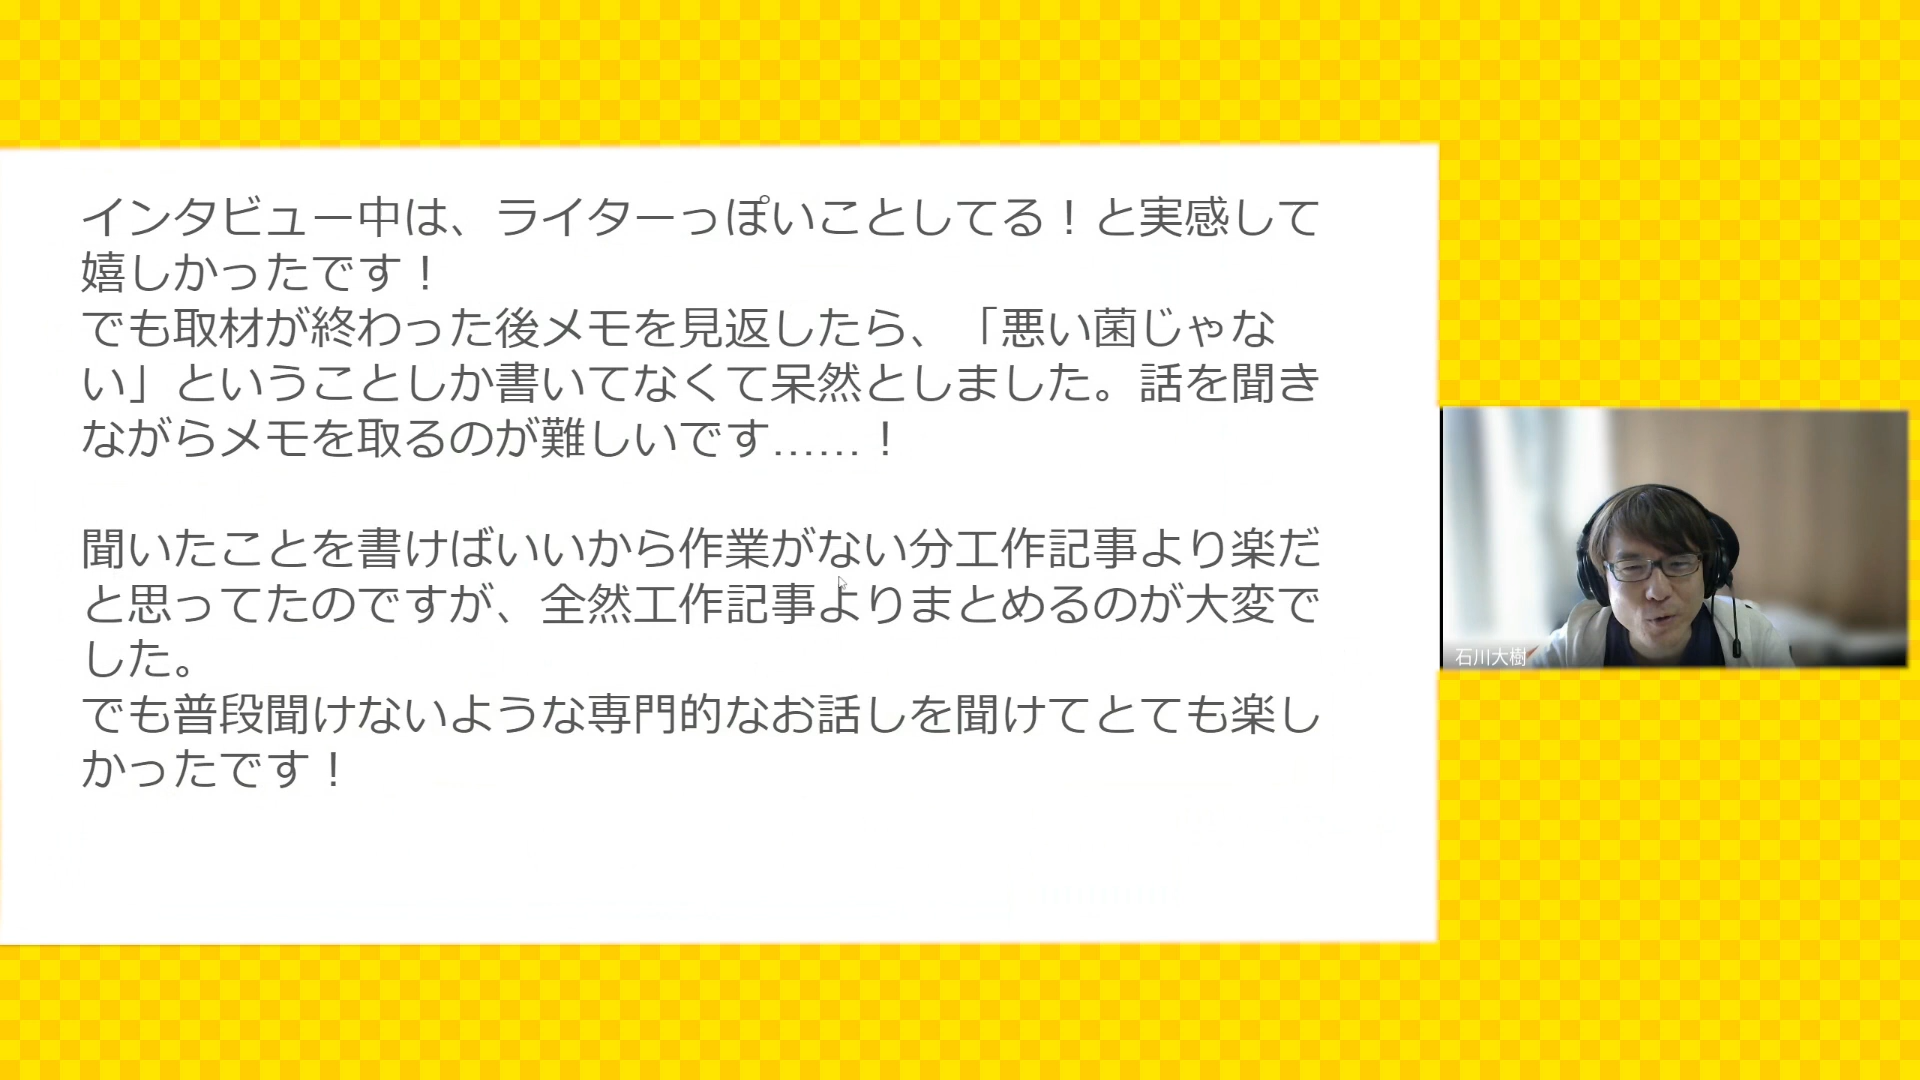 インタビュー中は、ライターっぽいことしてる！と実感して
嬉しかったです！
でも取材が終わった後メモを見返したら、「悪い菌じゃな
い」ということしか書いてなくて呆然としました。話を聞き
ながらメモを取るのが難しいです……！
聞いたことを書けばいいから作業がない分工作記事より楽だ
と思ってたのですが、全然工作記事よりまとめるのが大変で
した。
でも普段聞けないような専門的なお話しを聞けてとても楽し
かったです！
石川大樹